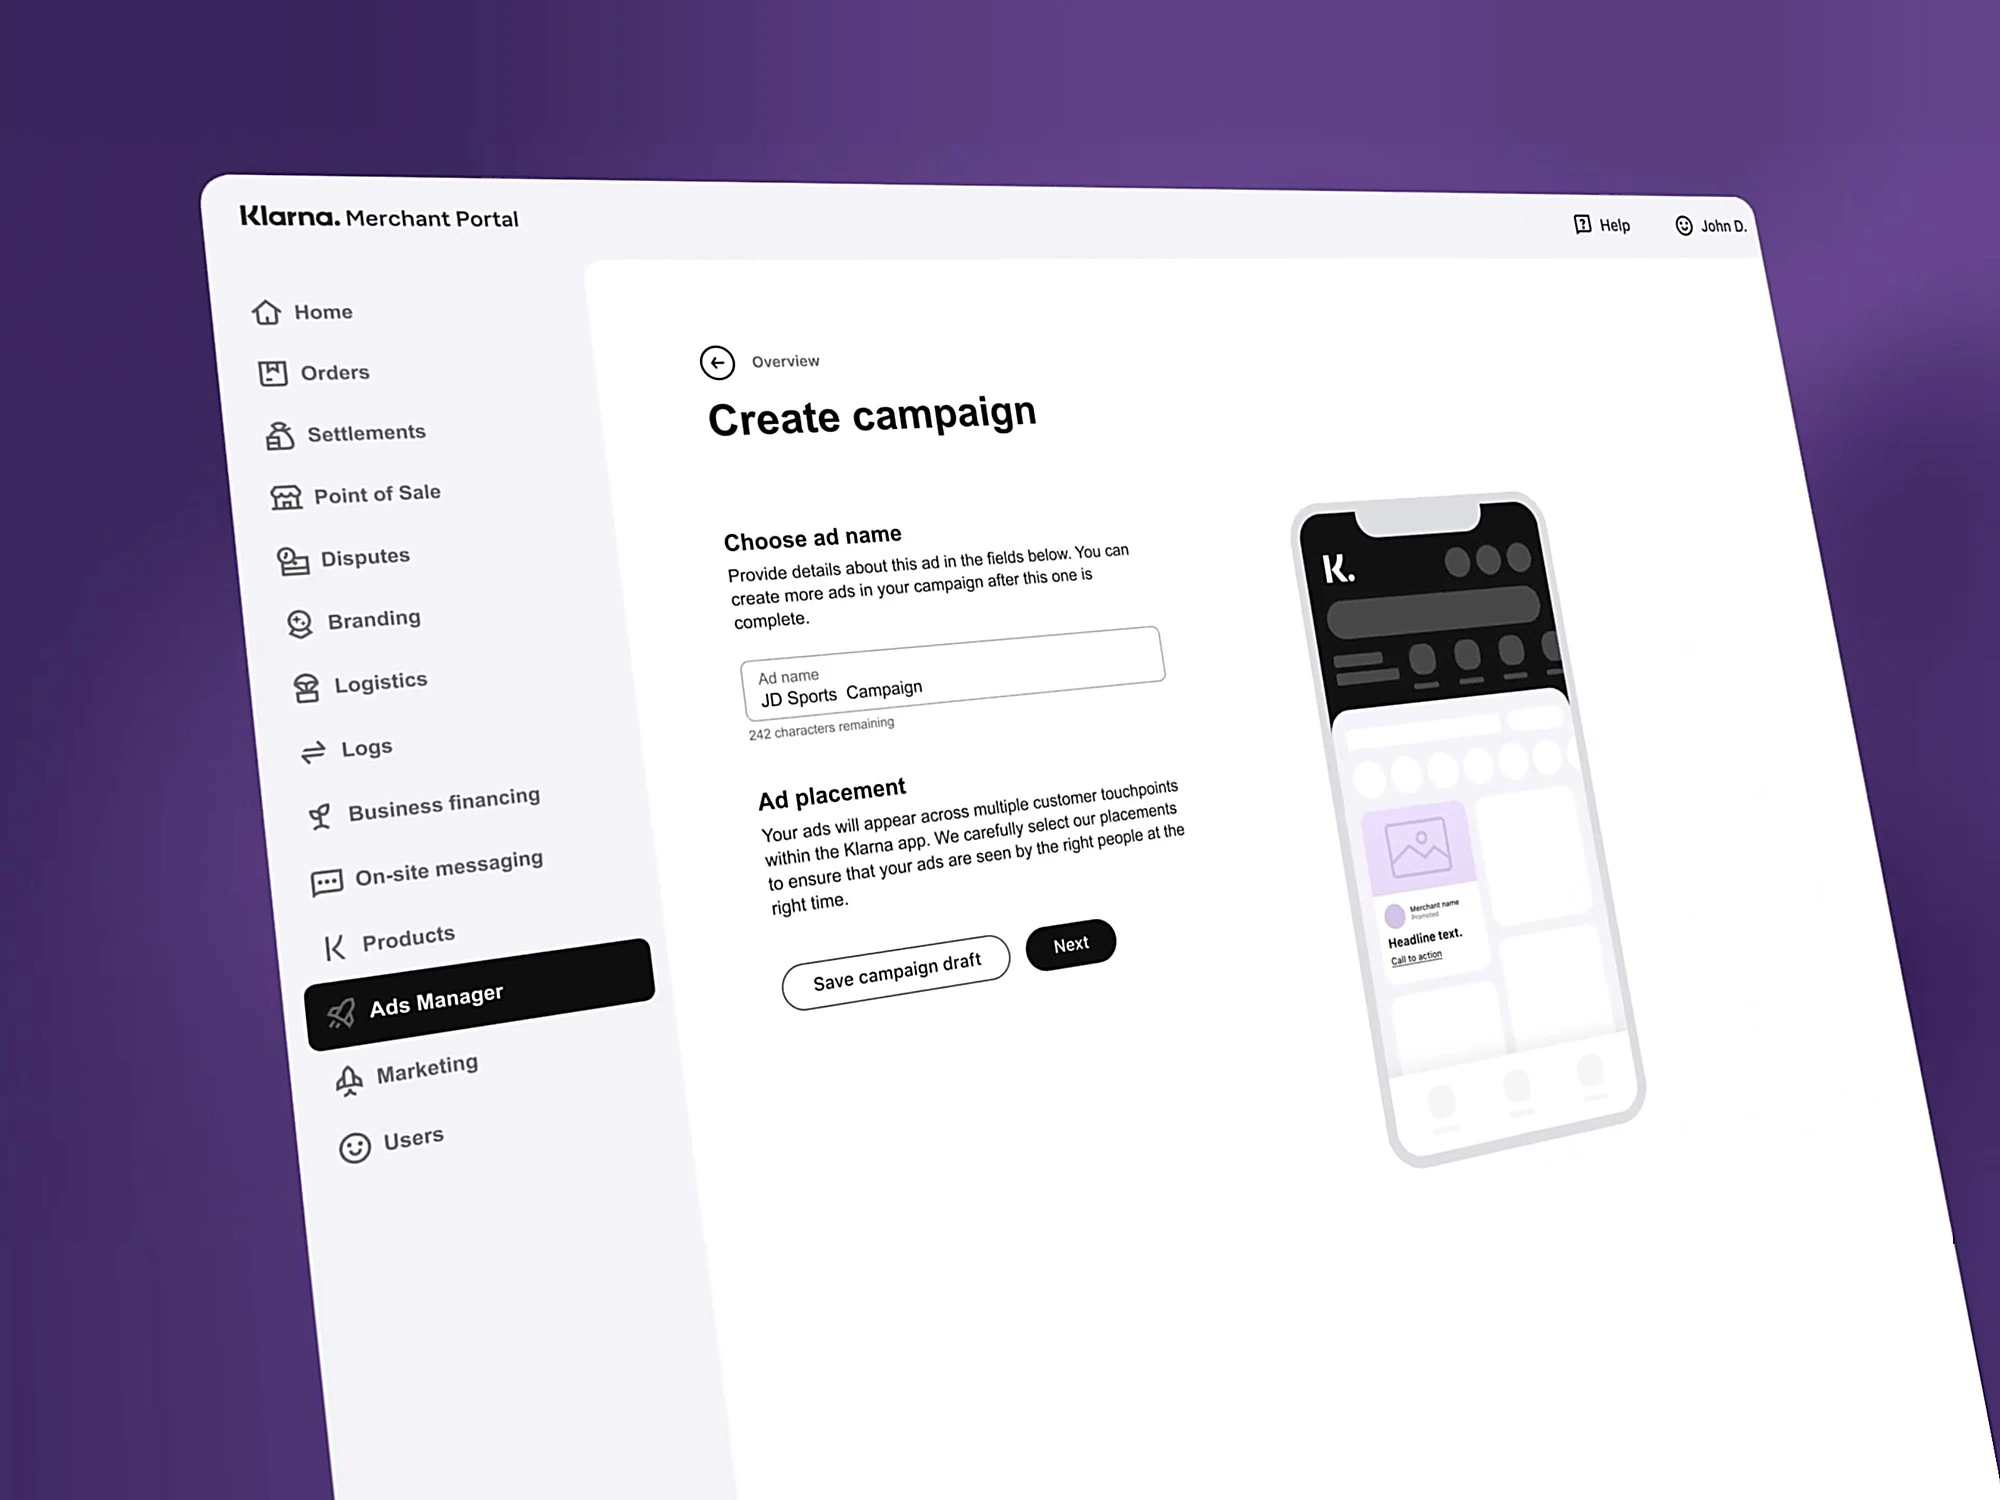 Klarna. Merchant Portal
Help
John D.
Home
Orders
Settlements
Point of Sale
Disputes
Branding
Logistics
Logs
Business financing
On-site messaging
Products
Ads Manager
Marketing
Users
Overview
Create campaign
Choose ad name
Provide details about this ad in the fields below. You can
create more ads in your campaign after this one is
complete.
Ad name
JD Sports  Campaign
242 characters remaining
Ad placement
Your ads will appear across multiple customer touchpoints
within the Klarna app. We carefully select our placements
to ensure that your ads are seen by the right people at the
right time.
Save campaign draft
Next
K.
Merchant name
Promoted
Headline text.
Call to action